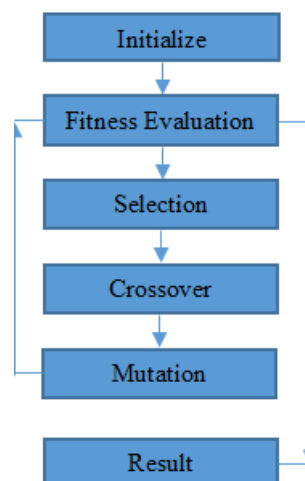 Initialize
Fitness Evaluation
Selection
Crossover
Mutation
Result